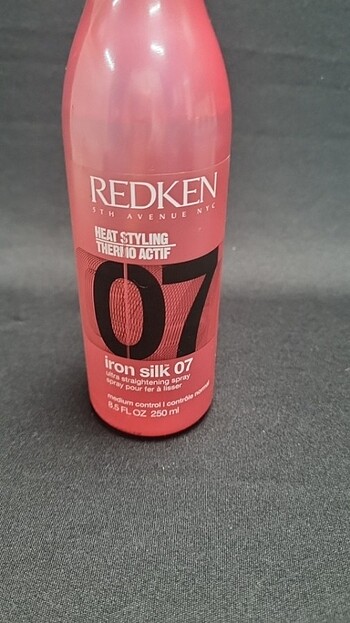 REDKEN
5TH AVENUE NYC
HEAT STYLING
THERMO ACTIF
07
iron silk 07
ultra straightening spray
spray pour fer à lisser
medium control | contrôle normal
8.5 FL OZ 250 ml